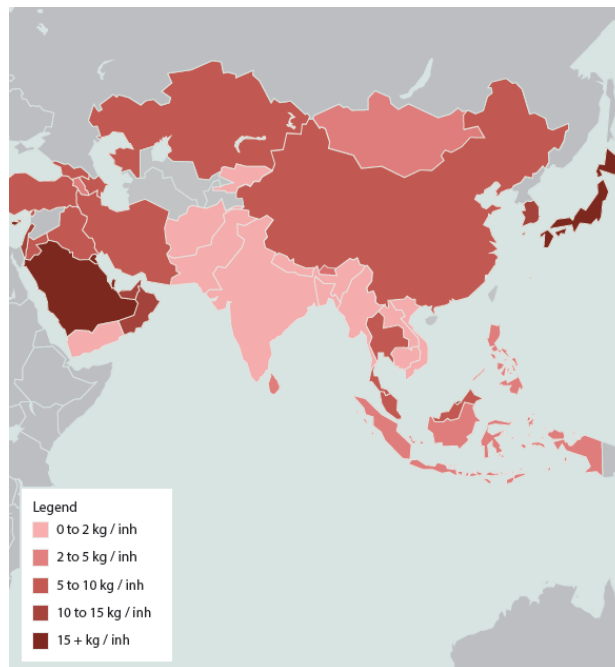 Legend
0 to 2 kg / inh
2 to 5 kg / inh
5 to 10 kg / inh
10 to 15 kg / inh
15 + kg / inh